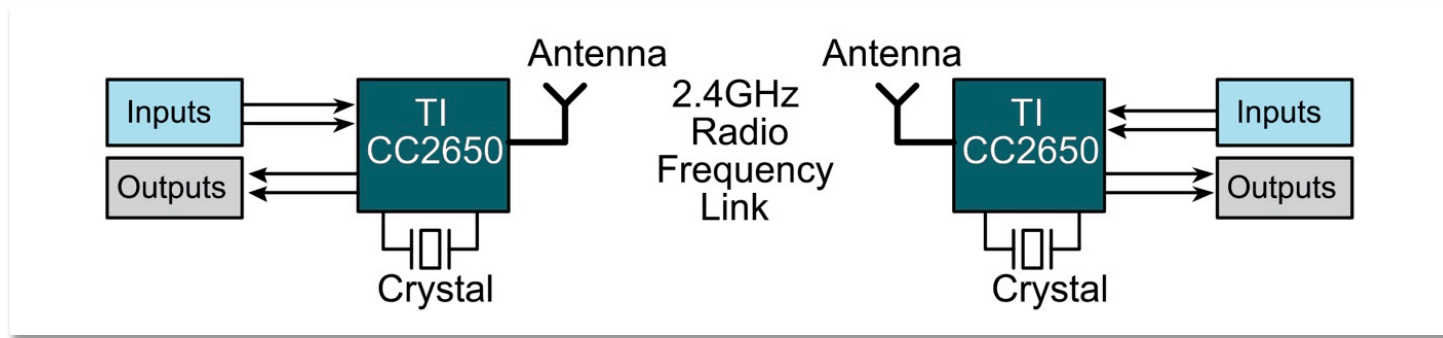 Antenna
Inputs
TI
CC2650
Outputs
Crystal
2.4GHz
Radio
Frequency
Link
Antenna
TI
CC2650
Inputs
Outputs
Crystal